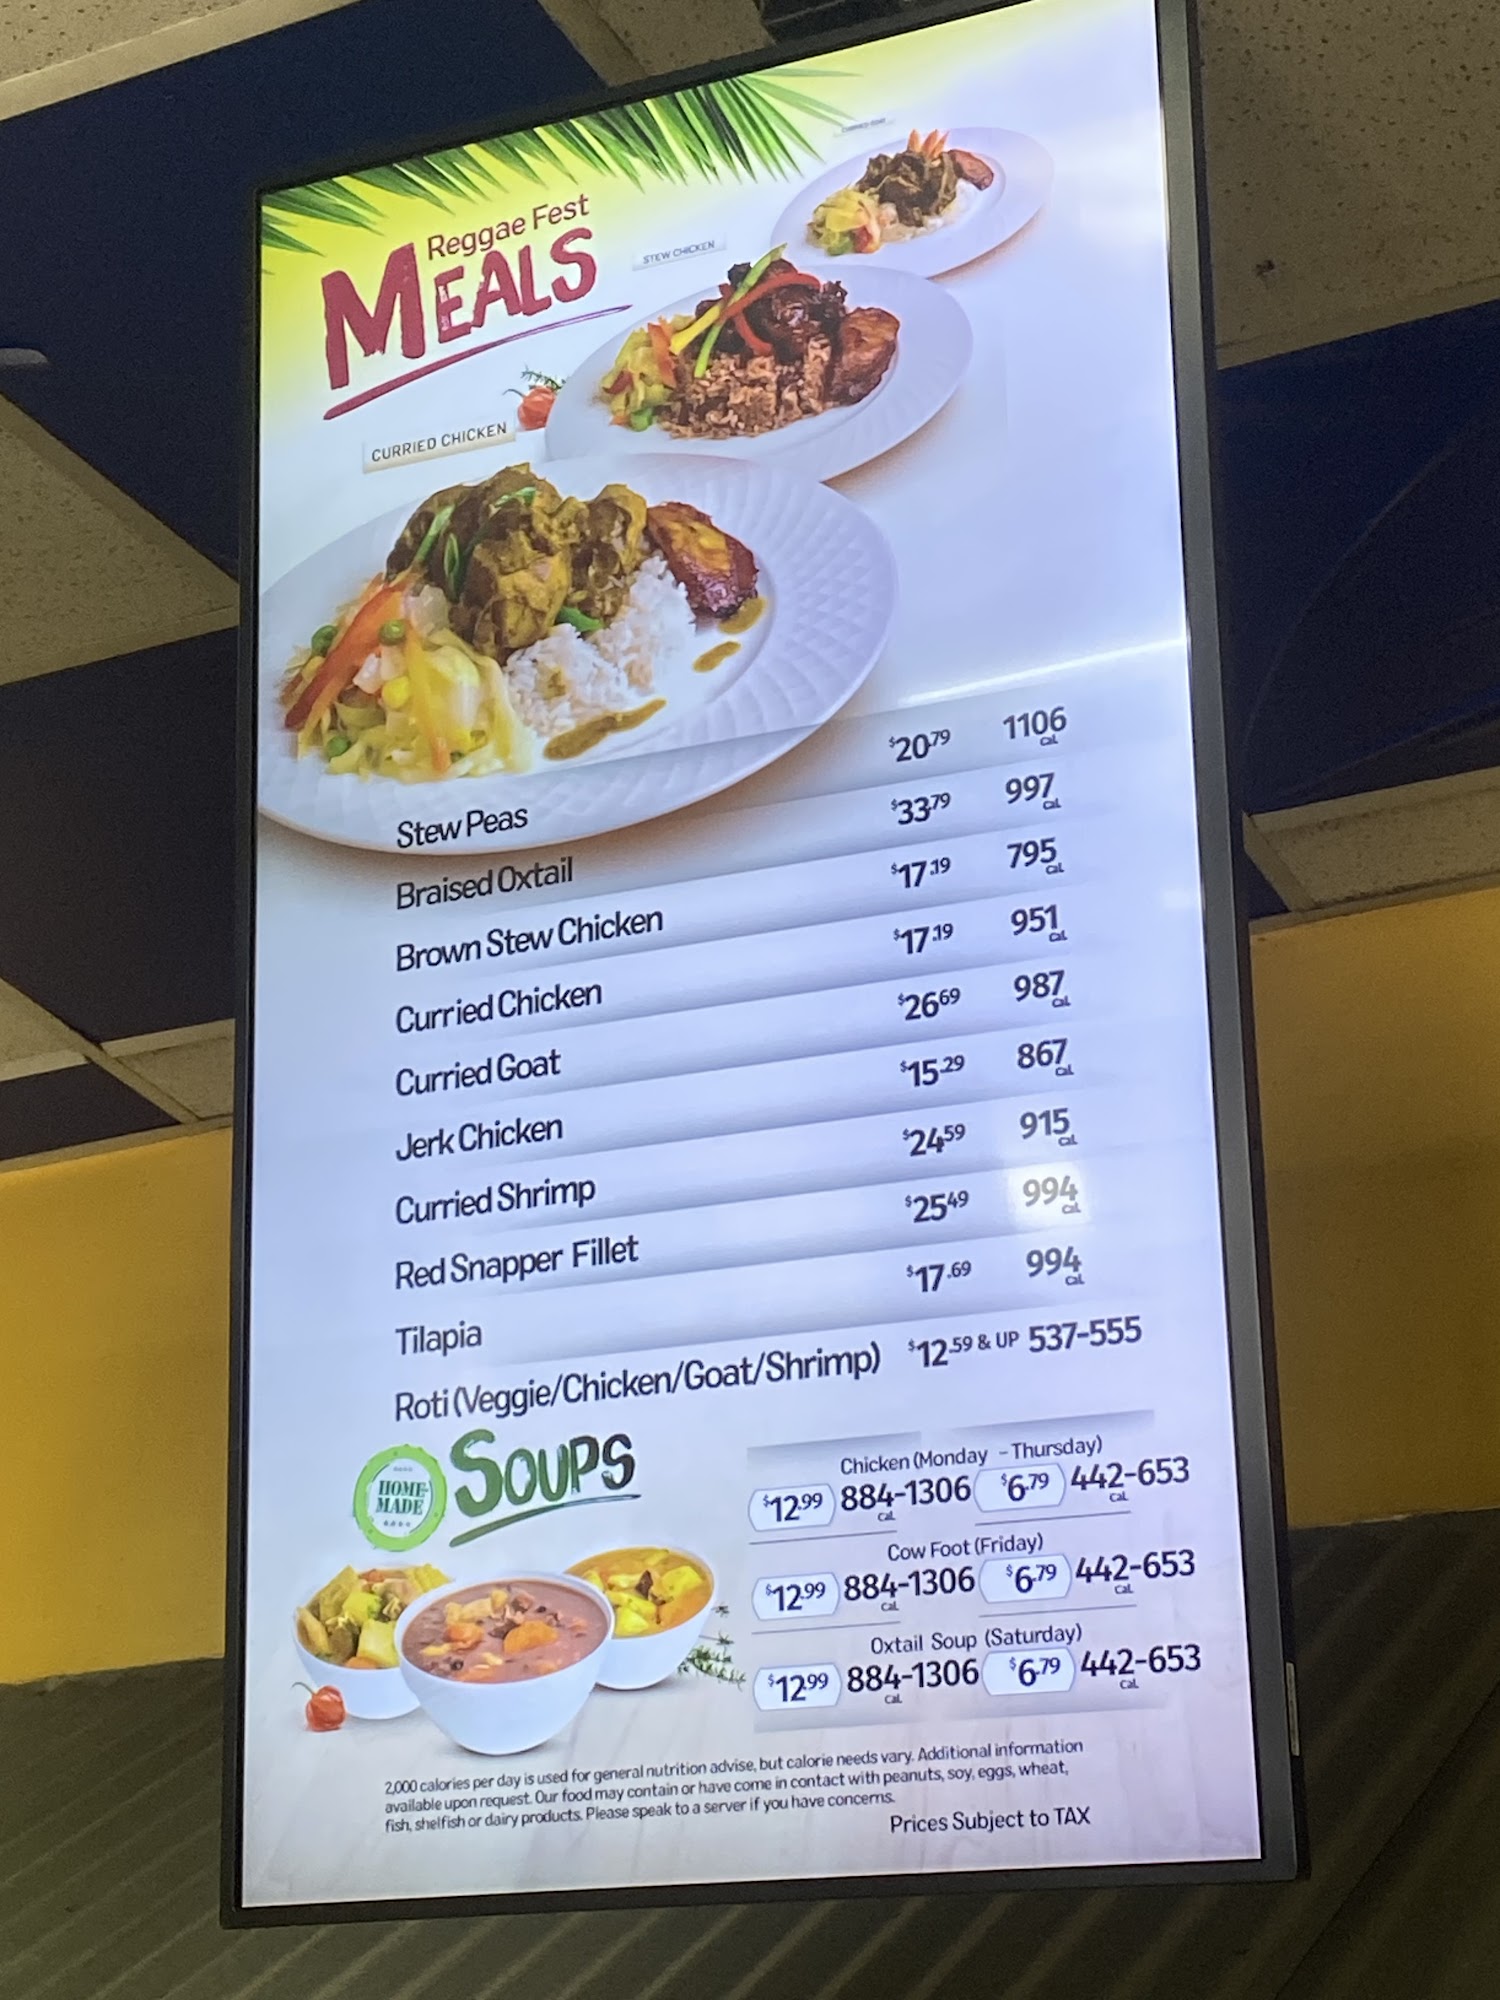 CURRIED GOAT
Reggae Fest
MEALS
STEW CHICKEN
CURRIED CHICKEN
Stew Peas $20.79 1106 CAL
Braised Oxtail $33.79 997 CAL
Brown Stew Chicken $17.19 795 CAL
Curried Chicken $17.19 951 CAL
Curried Goat $26.69 987 CAL
Jerk Chicken $15.29 867 CAL
Curried Shrimp $24.59 915 CAL
Red Snapper Fillet $25.49 994 CAL
Tilapia $17.69 994 CAL
Roti (Veggie/Chicken/Goat/Shrimp) $12.59 & UP 537-555
HOME-
MADE
SOUPS
Chicken (Monday - Thursday)
$12.99 884-1306 CAL $6.79 442-653 CAL
Cow Foot (Friday)
$12.99 884-1306 CAL $6.79 442-653 CAL
Oxtail Soup (Saturday)
$12.99 884-1306 CAL $6.79 442-653 CAL
2,000 calories per day is used for general nutrition advise, but calorie needs vary. Additional information
available upon request. Our food may contain or have come in contact with peanuts, soy, eggs, wheat,
fish, shelfish or dairy products. Please speak to a server if you have concerns.
Prices Subject to TAX